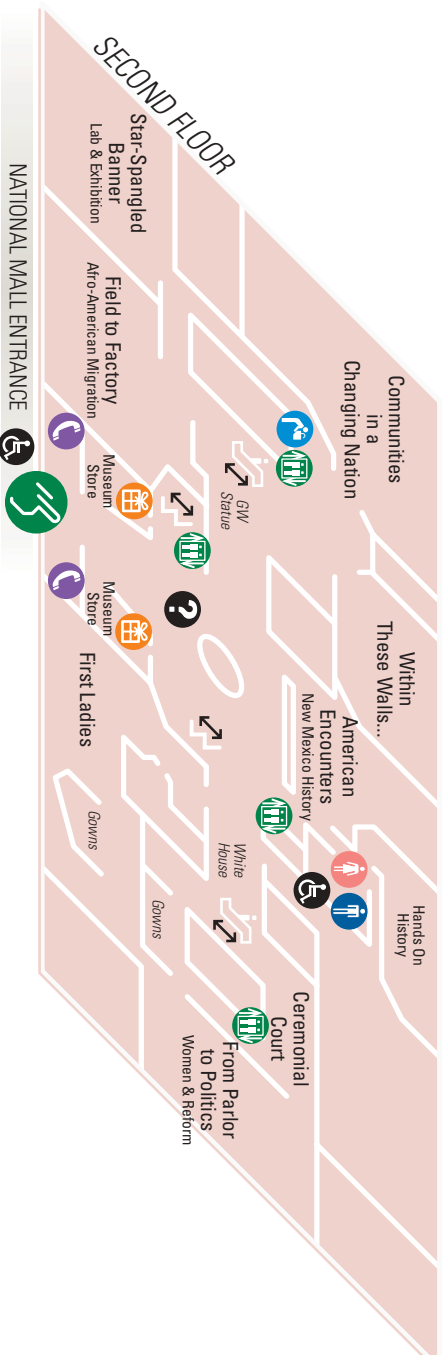 SECOND FLOOR
Communities
in a
Changing Nation
Within
These Walls...
Hands On
History
American
Encounters
New Mexico History
Star-Spangled
Banner
Lab & Exhibition
GW
Statue
White
House
Ceremonial
Court
From Parlor
to Politics
Women & Reform
Field to Factory
Afro-American Migration
Museum
Store
?
Museum
Store
First Ladies
Gowns
Gowns
NATIONAL MALL ENTRANCE